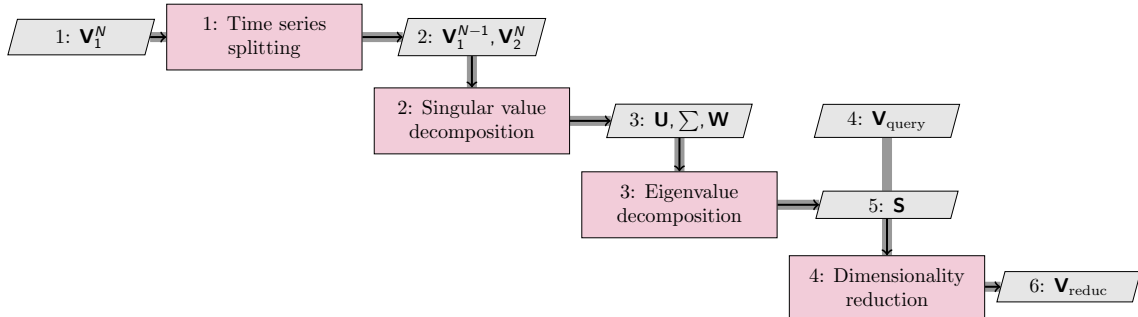 1: V₁ᴺ
1: Time series
splitting
2: V₁ᴺ⁻¹, V₂ᴺ
2: Singular value
decomposition
3: U, ∑, W
4: V_query
3: Eigenvalue
decomposition
5: S
4: Dimensionality
reduction
6: V_reduc